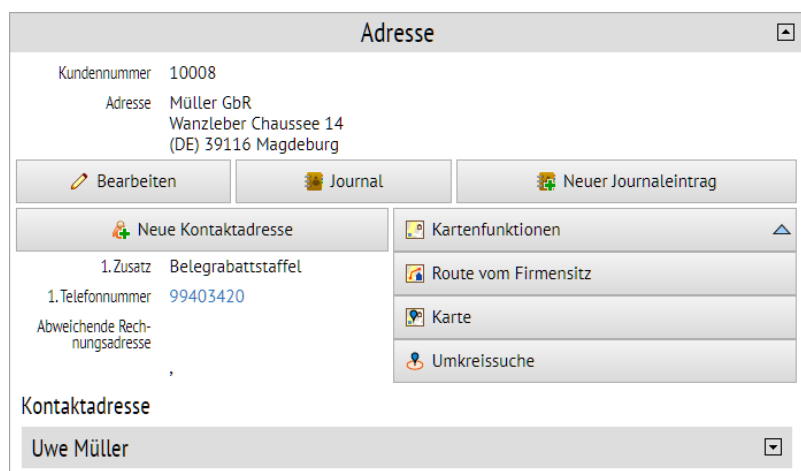 Adresse
Kundennummer 10008
Adresse Müller GbR
Wanzleber Chaussee 14
(DE) 39116 Magdeburg
Bearbeiten Journal Neuer Journaleintrag
Neue Kontaktadresse Kartenfunktionen
1. Zusatz Belegrabattstaffel
Route vom Firmensitz
1. Telefonnummer 99403420
Abweichende Rech-
nungsadresse
,
Karte
Umkreissuche
Kontaktadresse
Uwe Müller